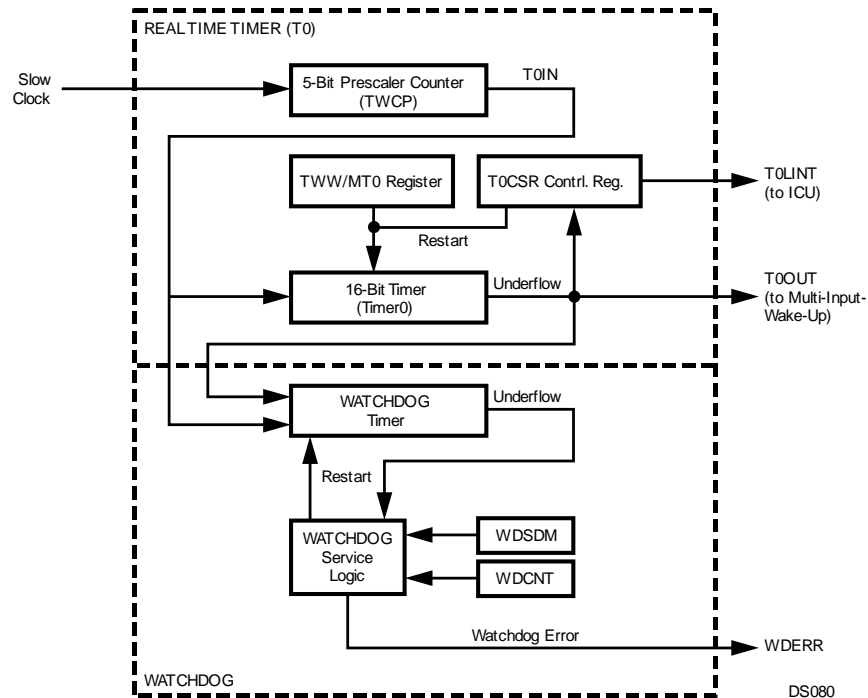 REAL TIME TIMER (T0)
Slow
Clock
5-Bit Prescaler Counter
(TWCP)
T0IN
TWW/MT0 Register
T0CSR Contrl. Reg.
T0LINT
(to ICU)
Restart
16-Bit Timer
(Timer0)
Underflow
T0OUT
(to Multi-Input-
Wake-Up)
WATCHDOG
Timer
Underflow
Restart
WATCHDOG
Service
Logic
WDSDM
WDCNT
Watchdog Error
WDERR
WATCHDOG
DS080